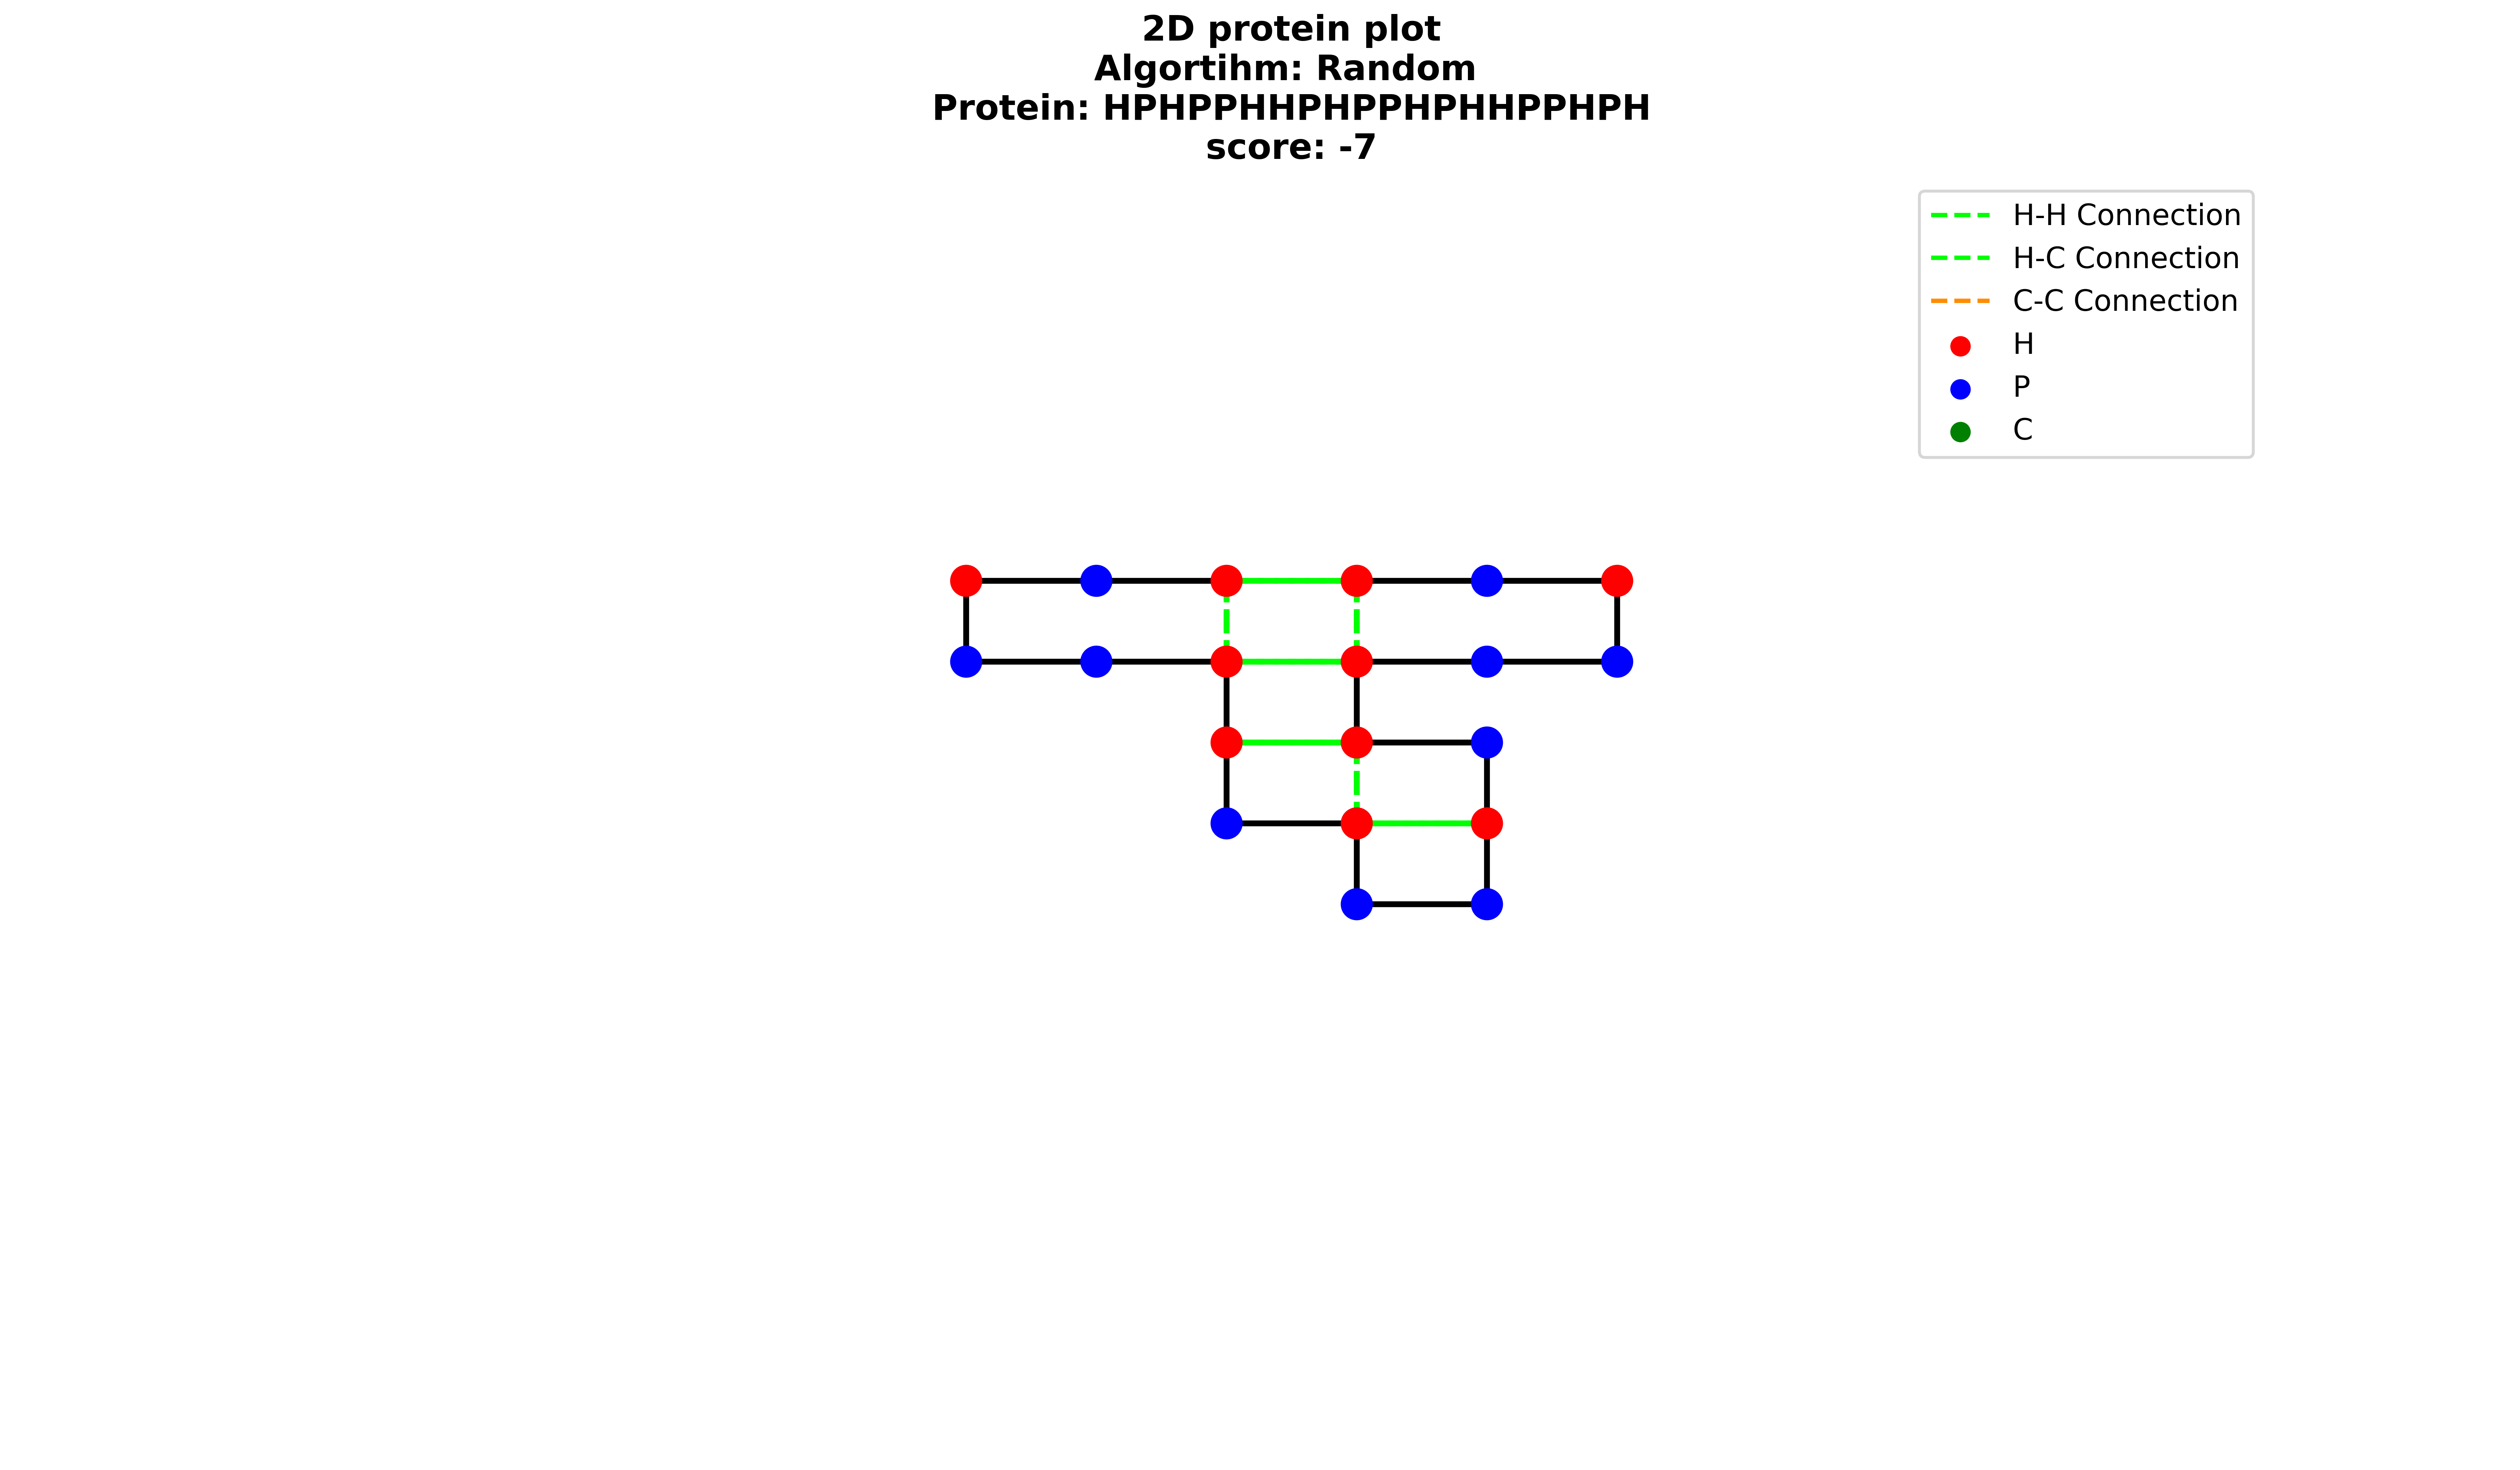 2D protein plot
Algortihm: Random
Protein: HPHPPHHPHPPHPHHPPHPH
score: -7
H-H Connection
H-C Connection
C-C Connection
H
P
C